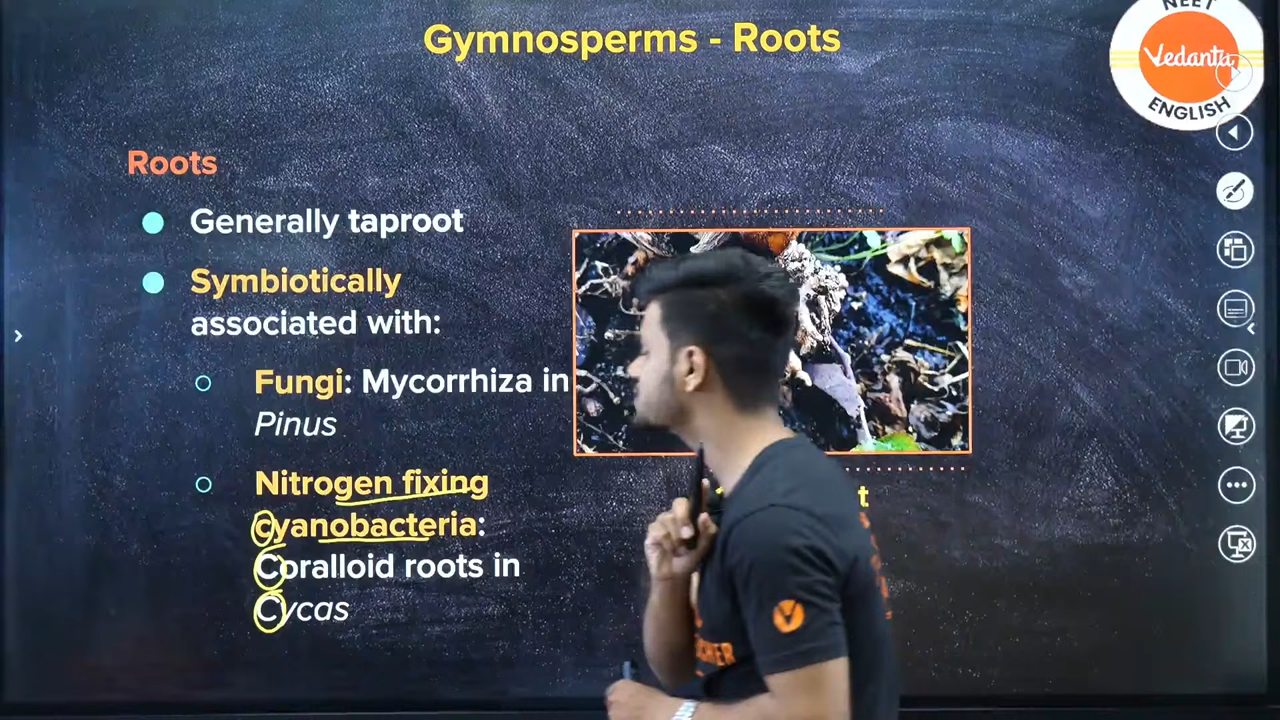 Gymnosperms - Roots
NEET
Vedantu
ENGLISH
Roots
Generally taproot
Symbiotically
associated with:
Fungi: Mycorrhiza in
Pinus
Nitrogen fixing
cyanobacteria:
Coralloid roots in
Cycas